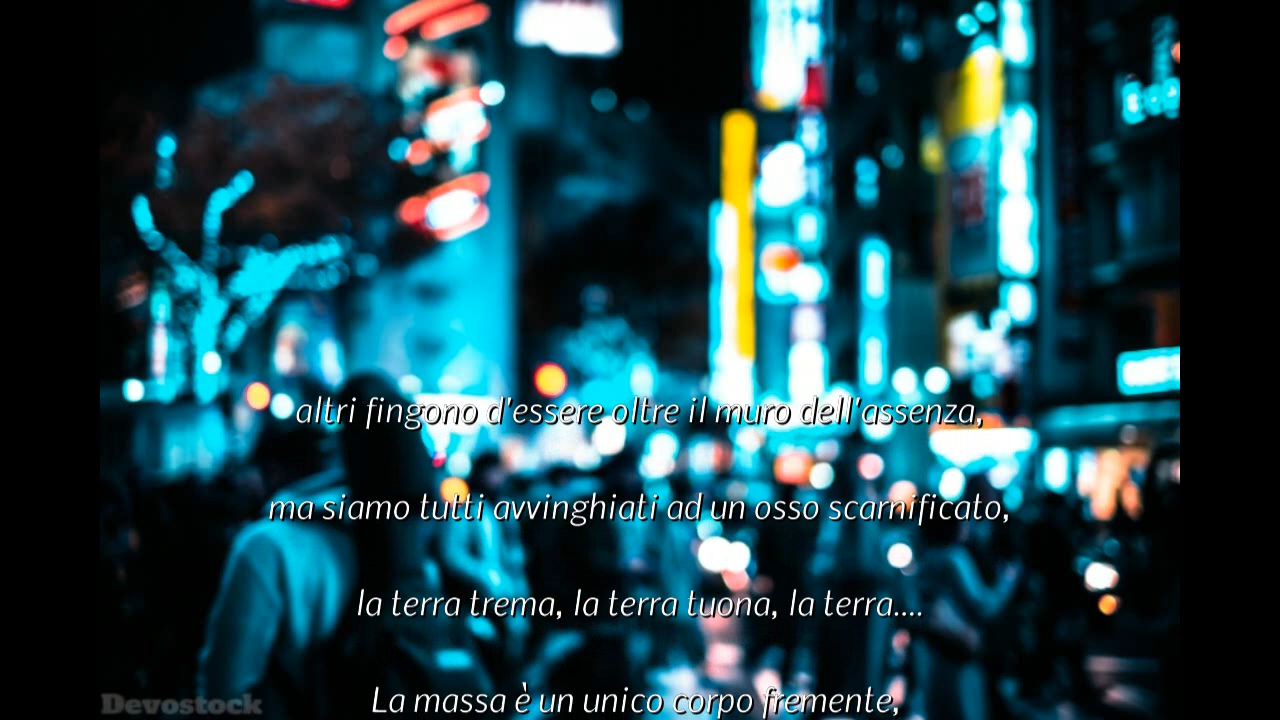 altri fingono d'essere oltre il muro dell'assenza,
ma siamo tutti avvinghiati ad un osso scarnificato,
la terra trema, la terra tuona, la terra....
La massa è un unico corpo fremente,
Devostock